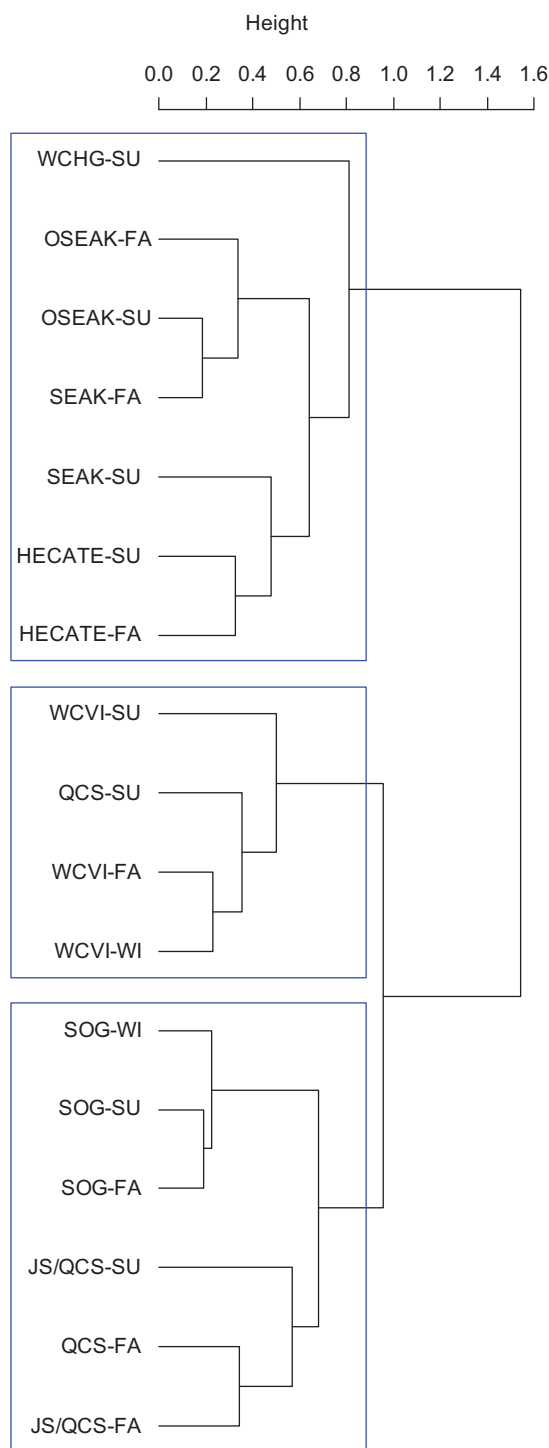 Height
0.0 0.2 0.4 0.6 0.8 1.0 1.2 1.4 1.6
WCHG-SU
OSEAK-FA
OSEAK-SU
SEAK-FA
SEAK-SU
HECATE-SU
HECATE-FA
WCVI-SU
QCS-SU
WCVI-FA
WCVI-WI
SOG-WI
SOG-SU
SOG-FA
JS/QCS-SU
QCS-FA
JS/QCS-FA